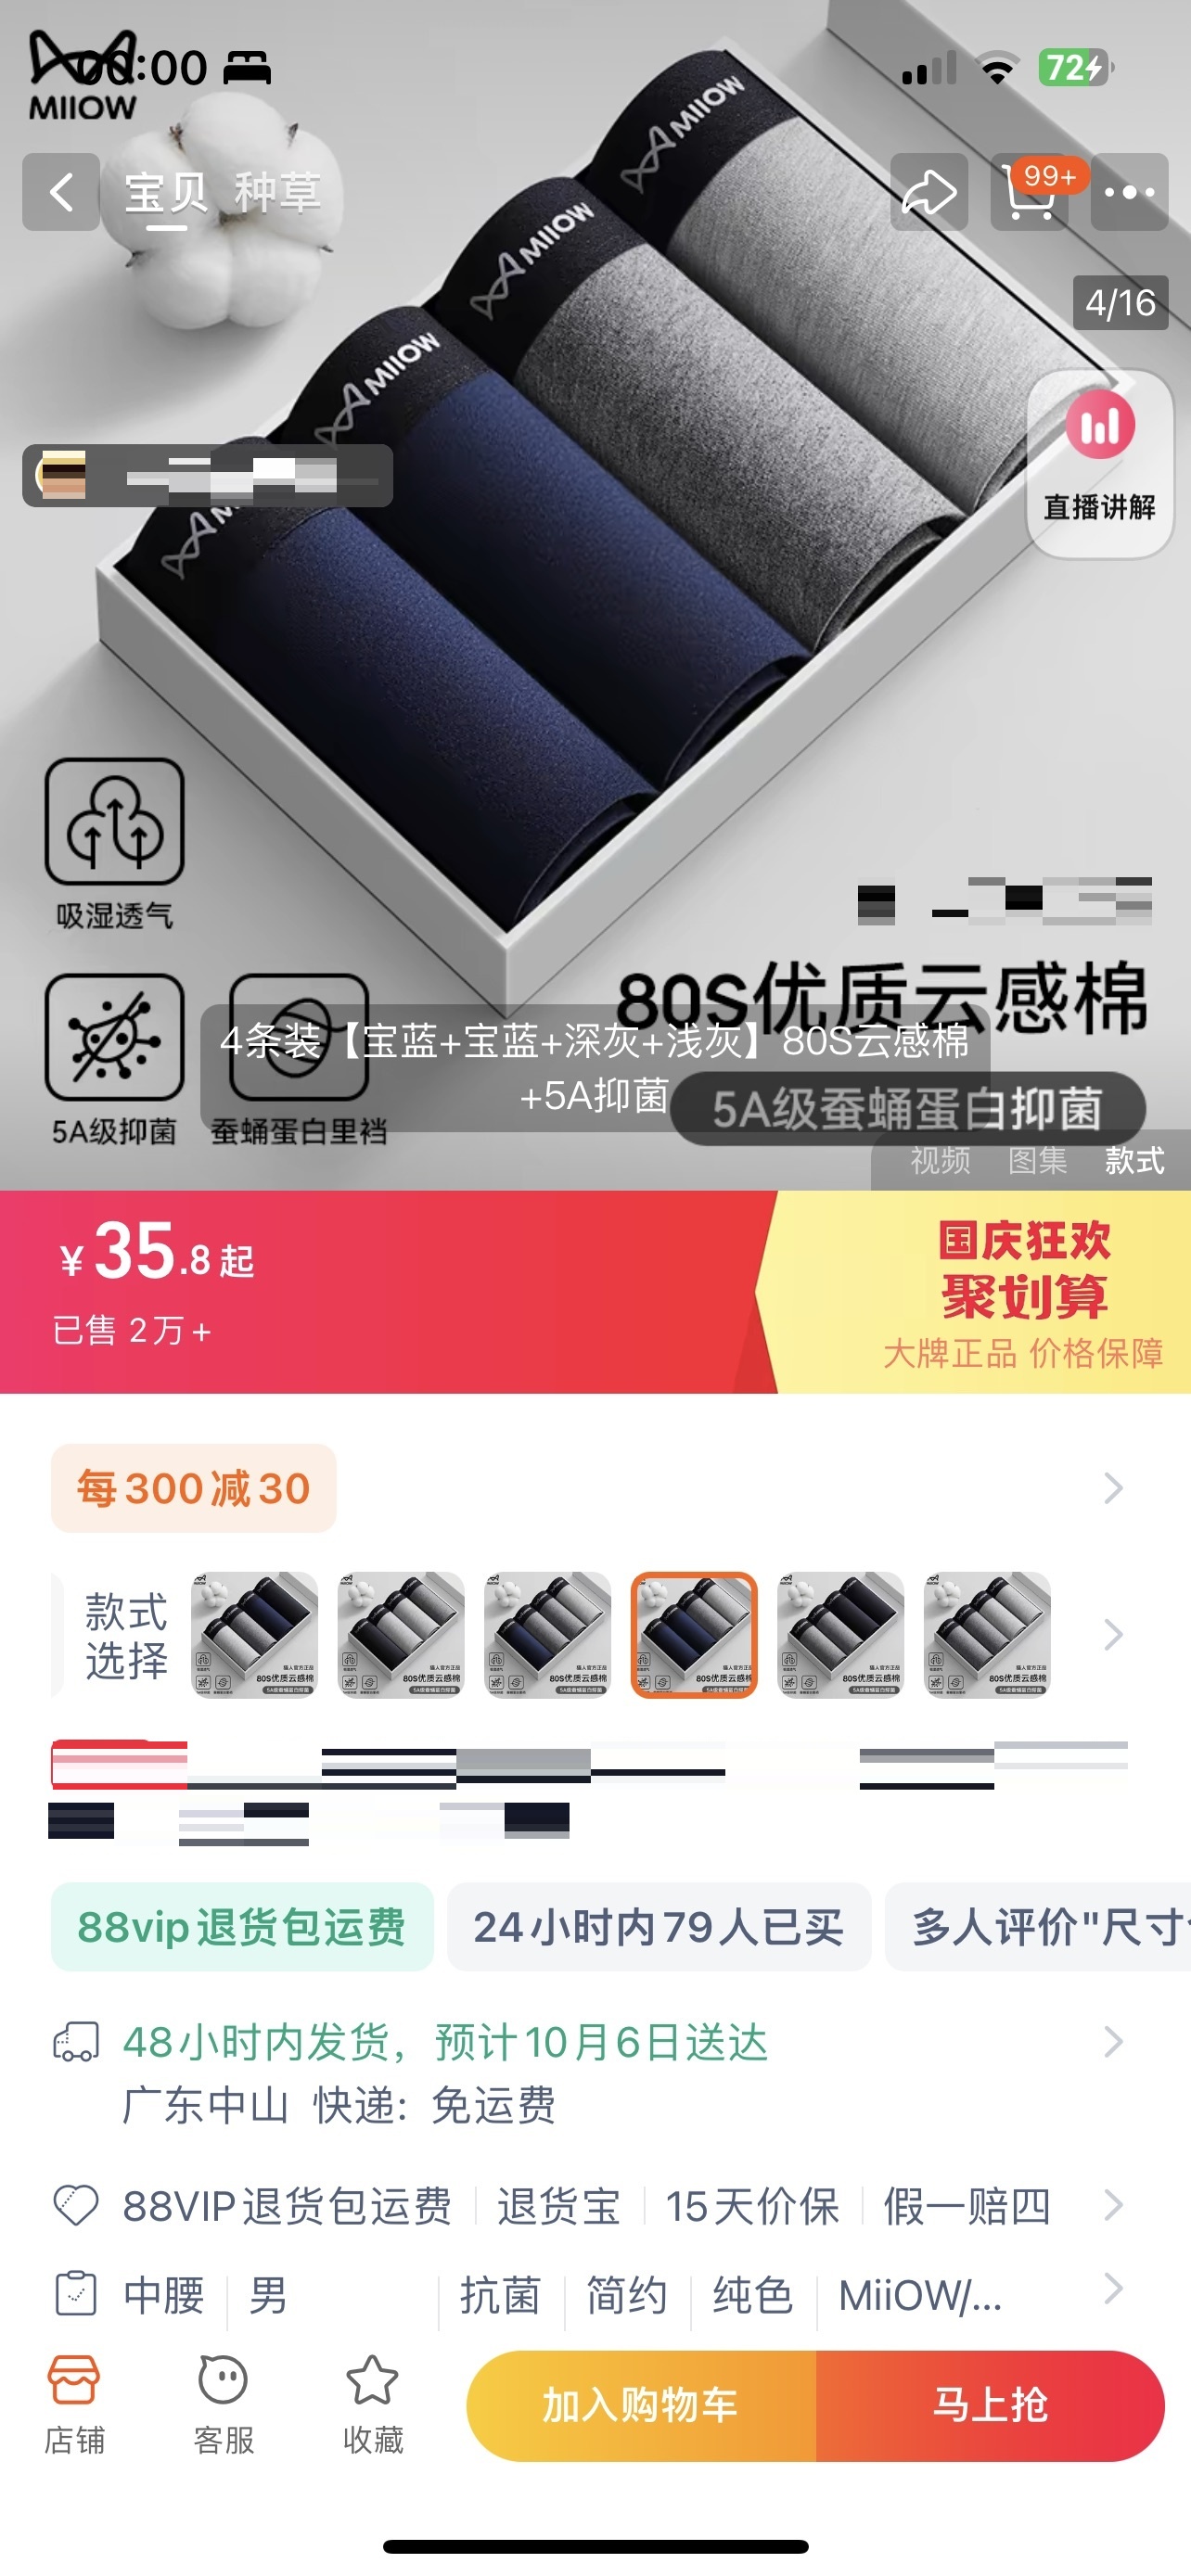 MIIOW
00:00
72
宝贝 种草
99+
4/16
MIIOW
MIIOW
MIIOW
直播讲解
吸湿透气
80S优质云感棉
5A级蚕蛹蛋白抑菌
5A级抑菌 蚕蛹蛋白里裆
4条装【宝蓝+宝蓝+深灰+浅灰】80S云感棉
+5A抑菌
视频 图集 款式
¥35.8起
已售 2万+
国庆狂欢
聚划算
大牌正品 价格保障
每300减30
款式
选择
88vip退货包运费 24小时内79人已买 多人评价"尺寸
48小时内发货，预计10月6日送达
广东中山 快递：免运费
88VIP退货包运费 退货宝 15天价保 假一赔四
中腰 男 抗菌 简约 纯色 MiiOW/...
店铺 客服 收藏 加入购物车 马上抢